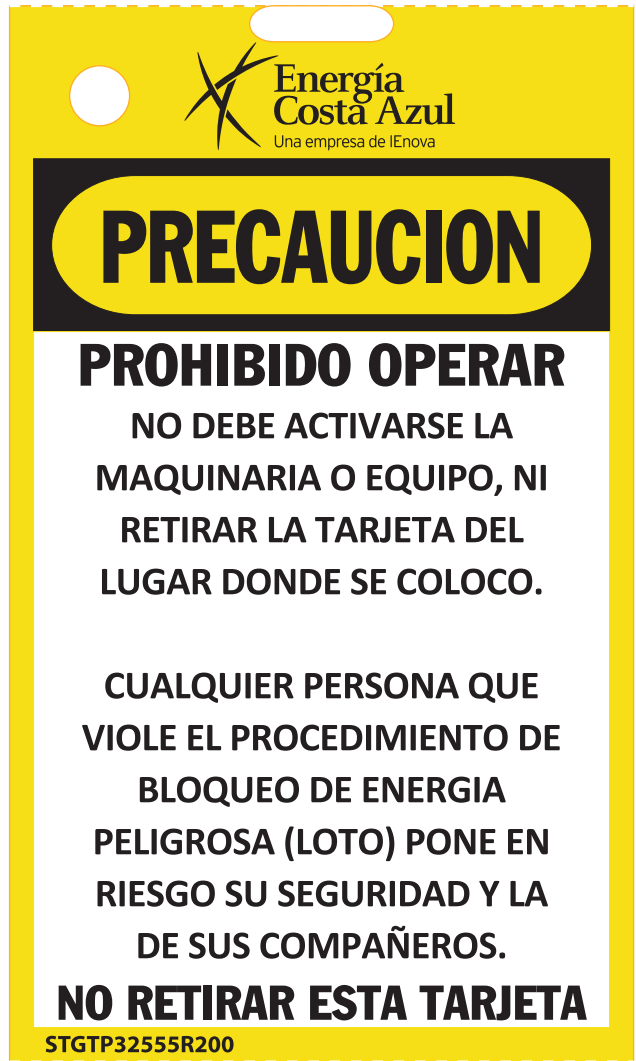 Energía
Costa Azul
Una empresa de IEnova
PRECAUCION
PROHIBIDO OPERAR
NO DEBE ACTIVARSE LA
MAQUINARIA O EQUIPO, NI
RETIRAR LA TARJETA DEL
LUGAR DONDE SE COLOCO.
CUALQUIER PERSONA QUE
VIOLE EL PROCEDIMIENTO DE
BLOQUEO DE ENERGIA
PELIGROSA (LOTO) PONE EN
RIESGO SU SEGURIDAD Y LA
DE SUS COMPAÑEROS.
NO RETIRAR ESTA TARJETA
STGTP32555R200